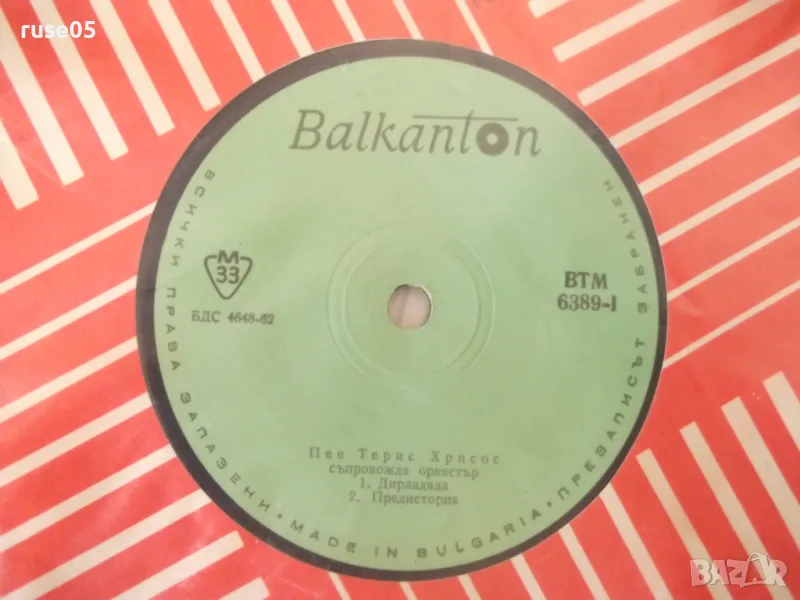 ruse05
Balkanton
М
33
БДС 4648-62
ВТМ
6389-I
Пее Терис Хрисос
съпровожда оркестър
1. Дирладада
2. Предистория
ВСИЧКИ ПРАВА ЗАПАЗЕНИ • MADE IN BULGARIA • ПРЕЗАПИСЪТ ЗАБРАНЕН
BAZAR